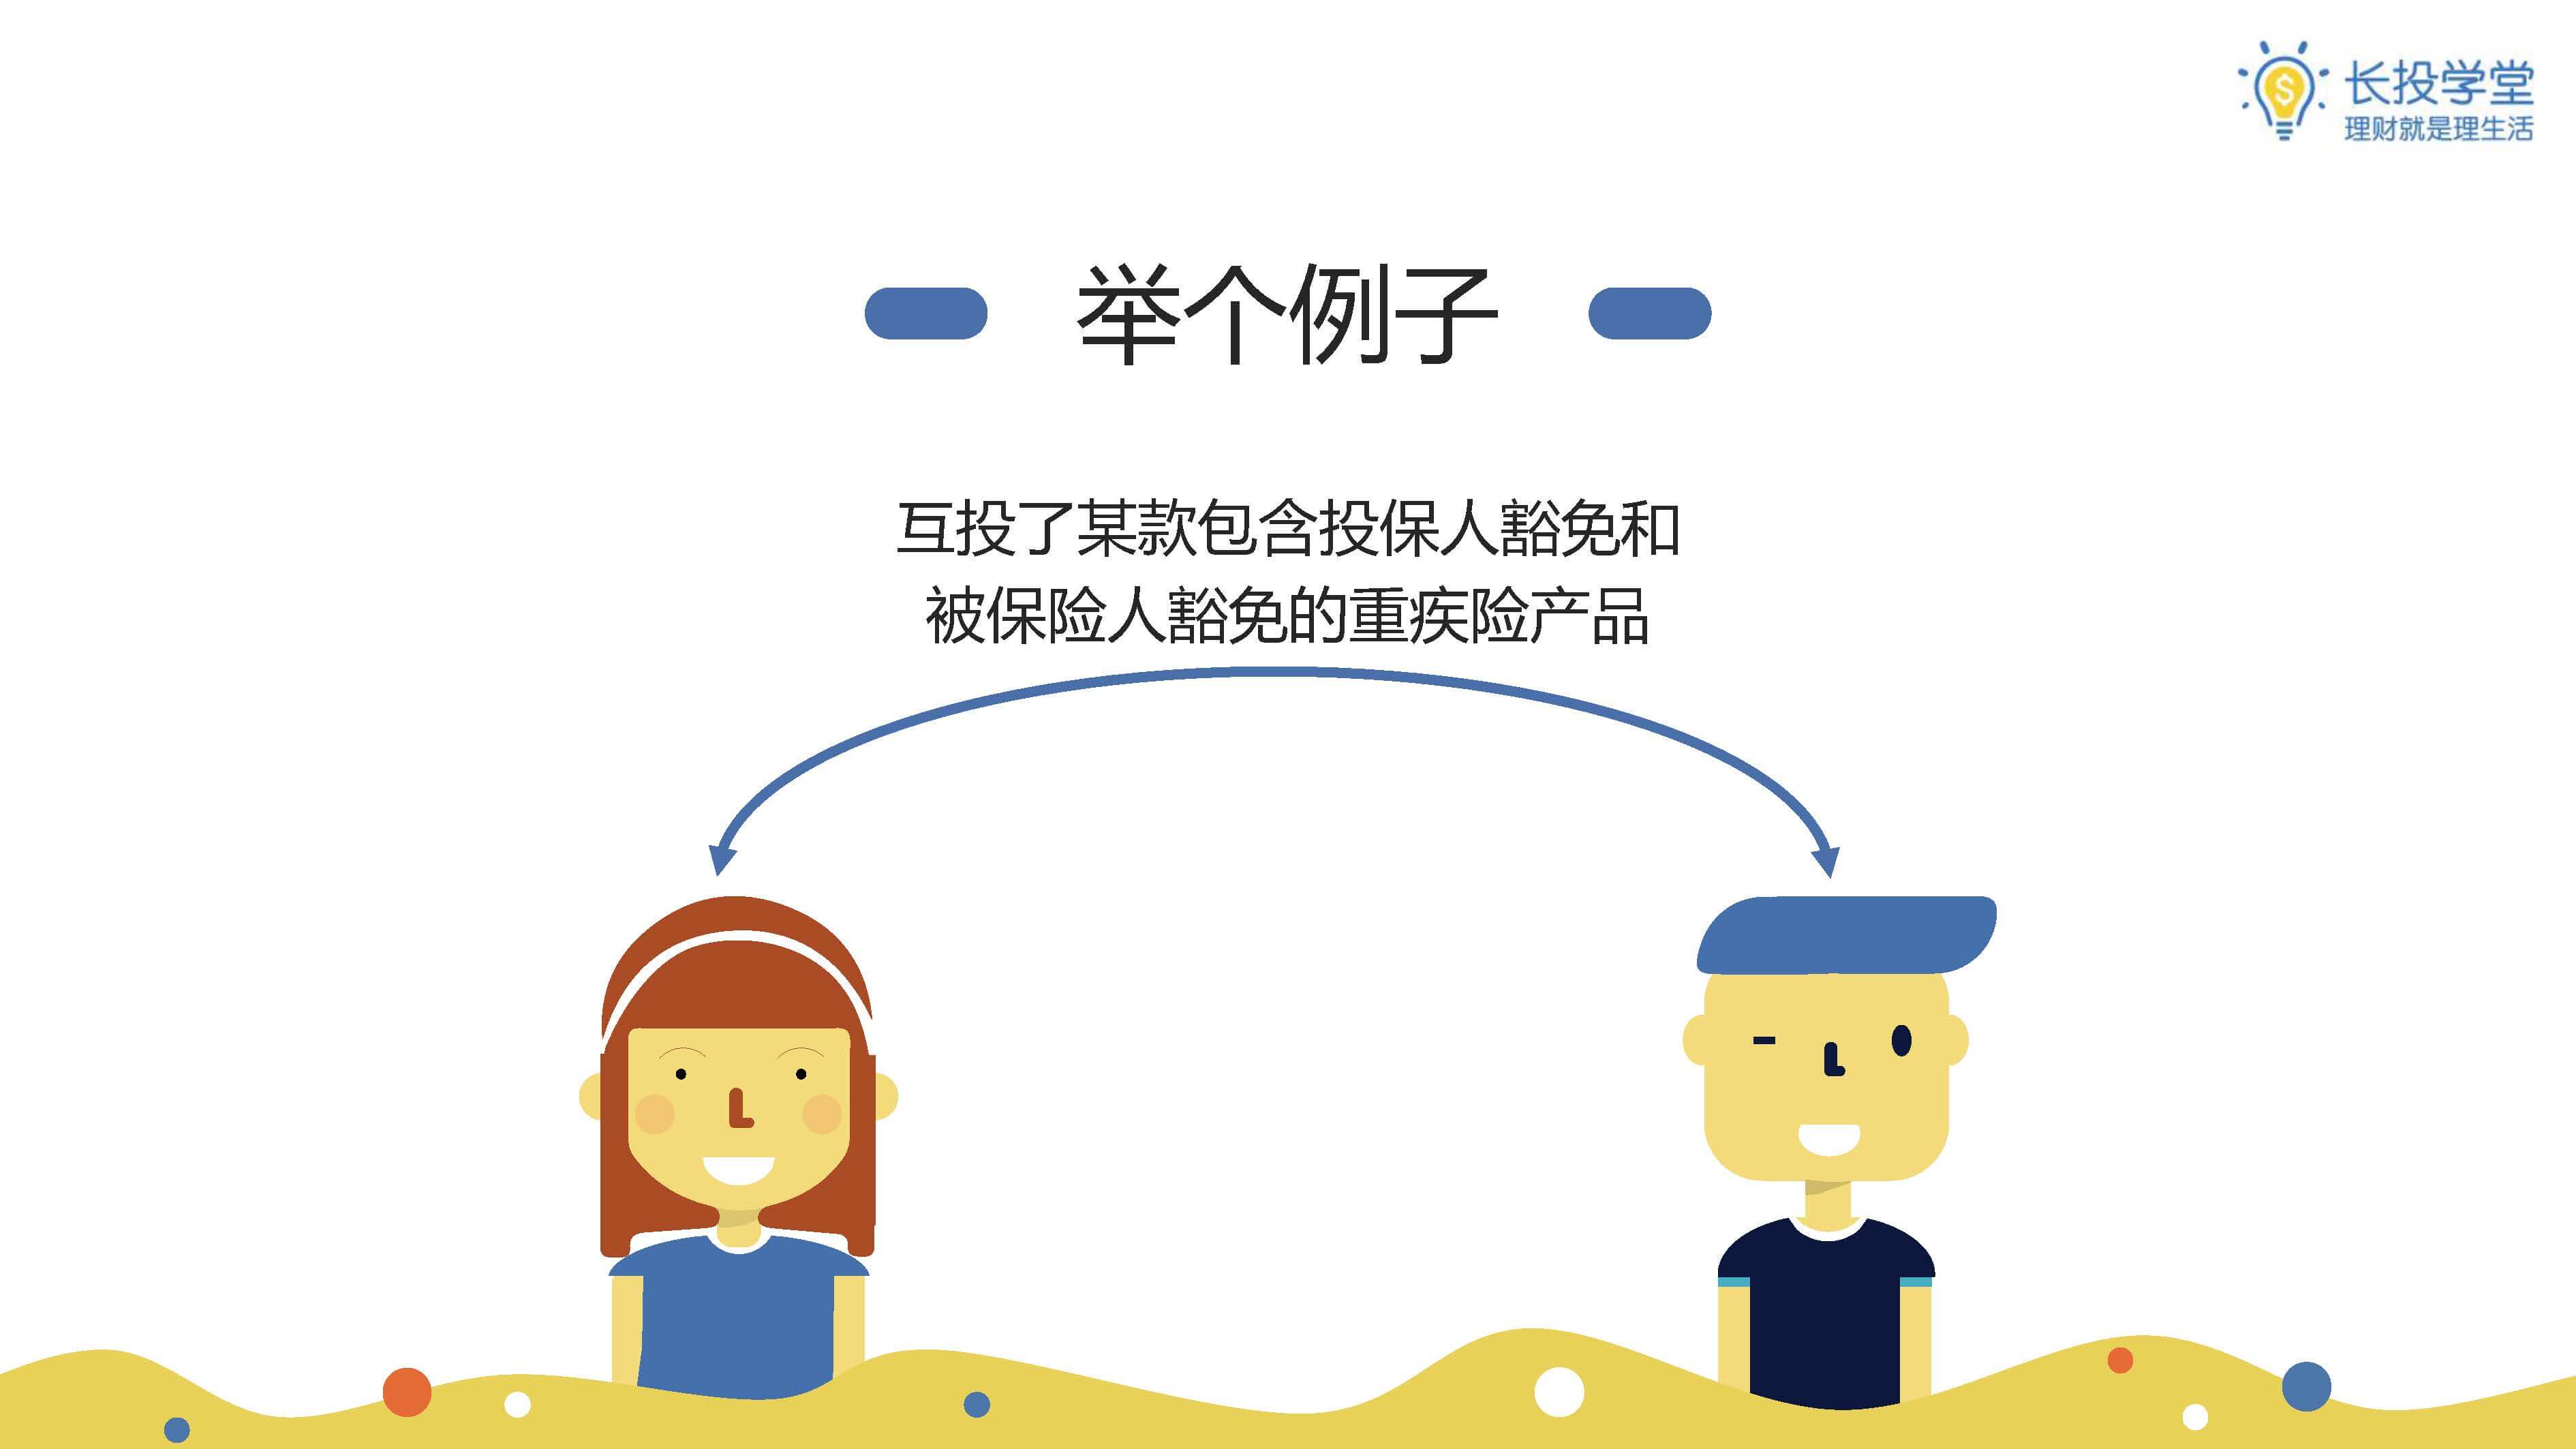 长投学堂
理财就是理生活
举个例子
互投了某款包含投保人豁免和
被保险人豁免的重疾险产品